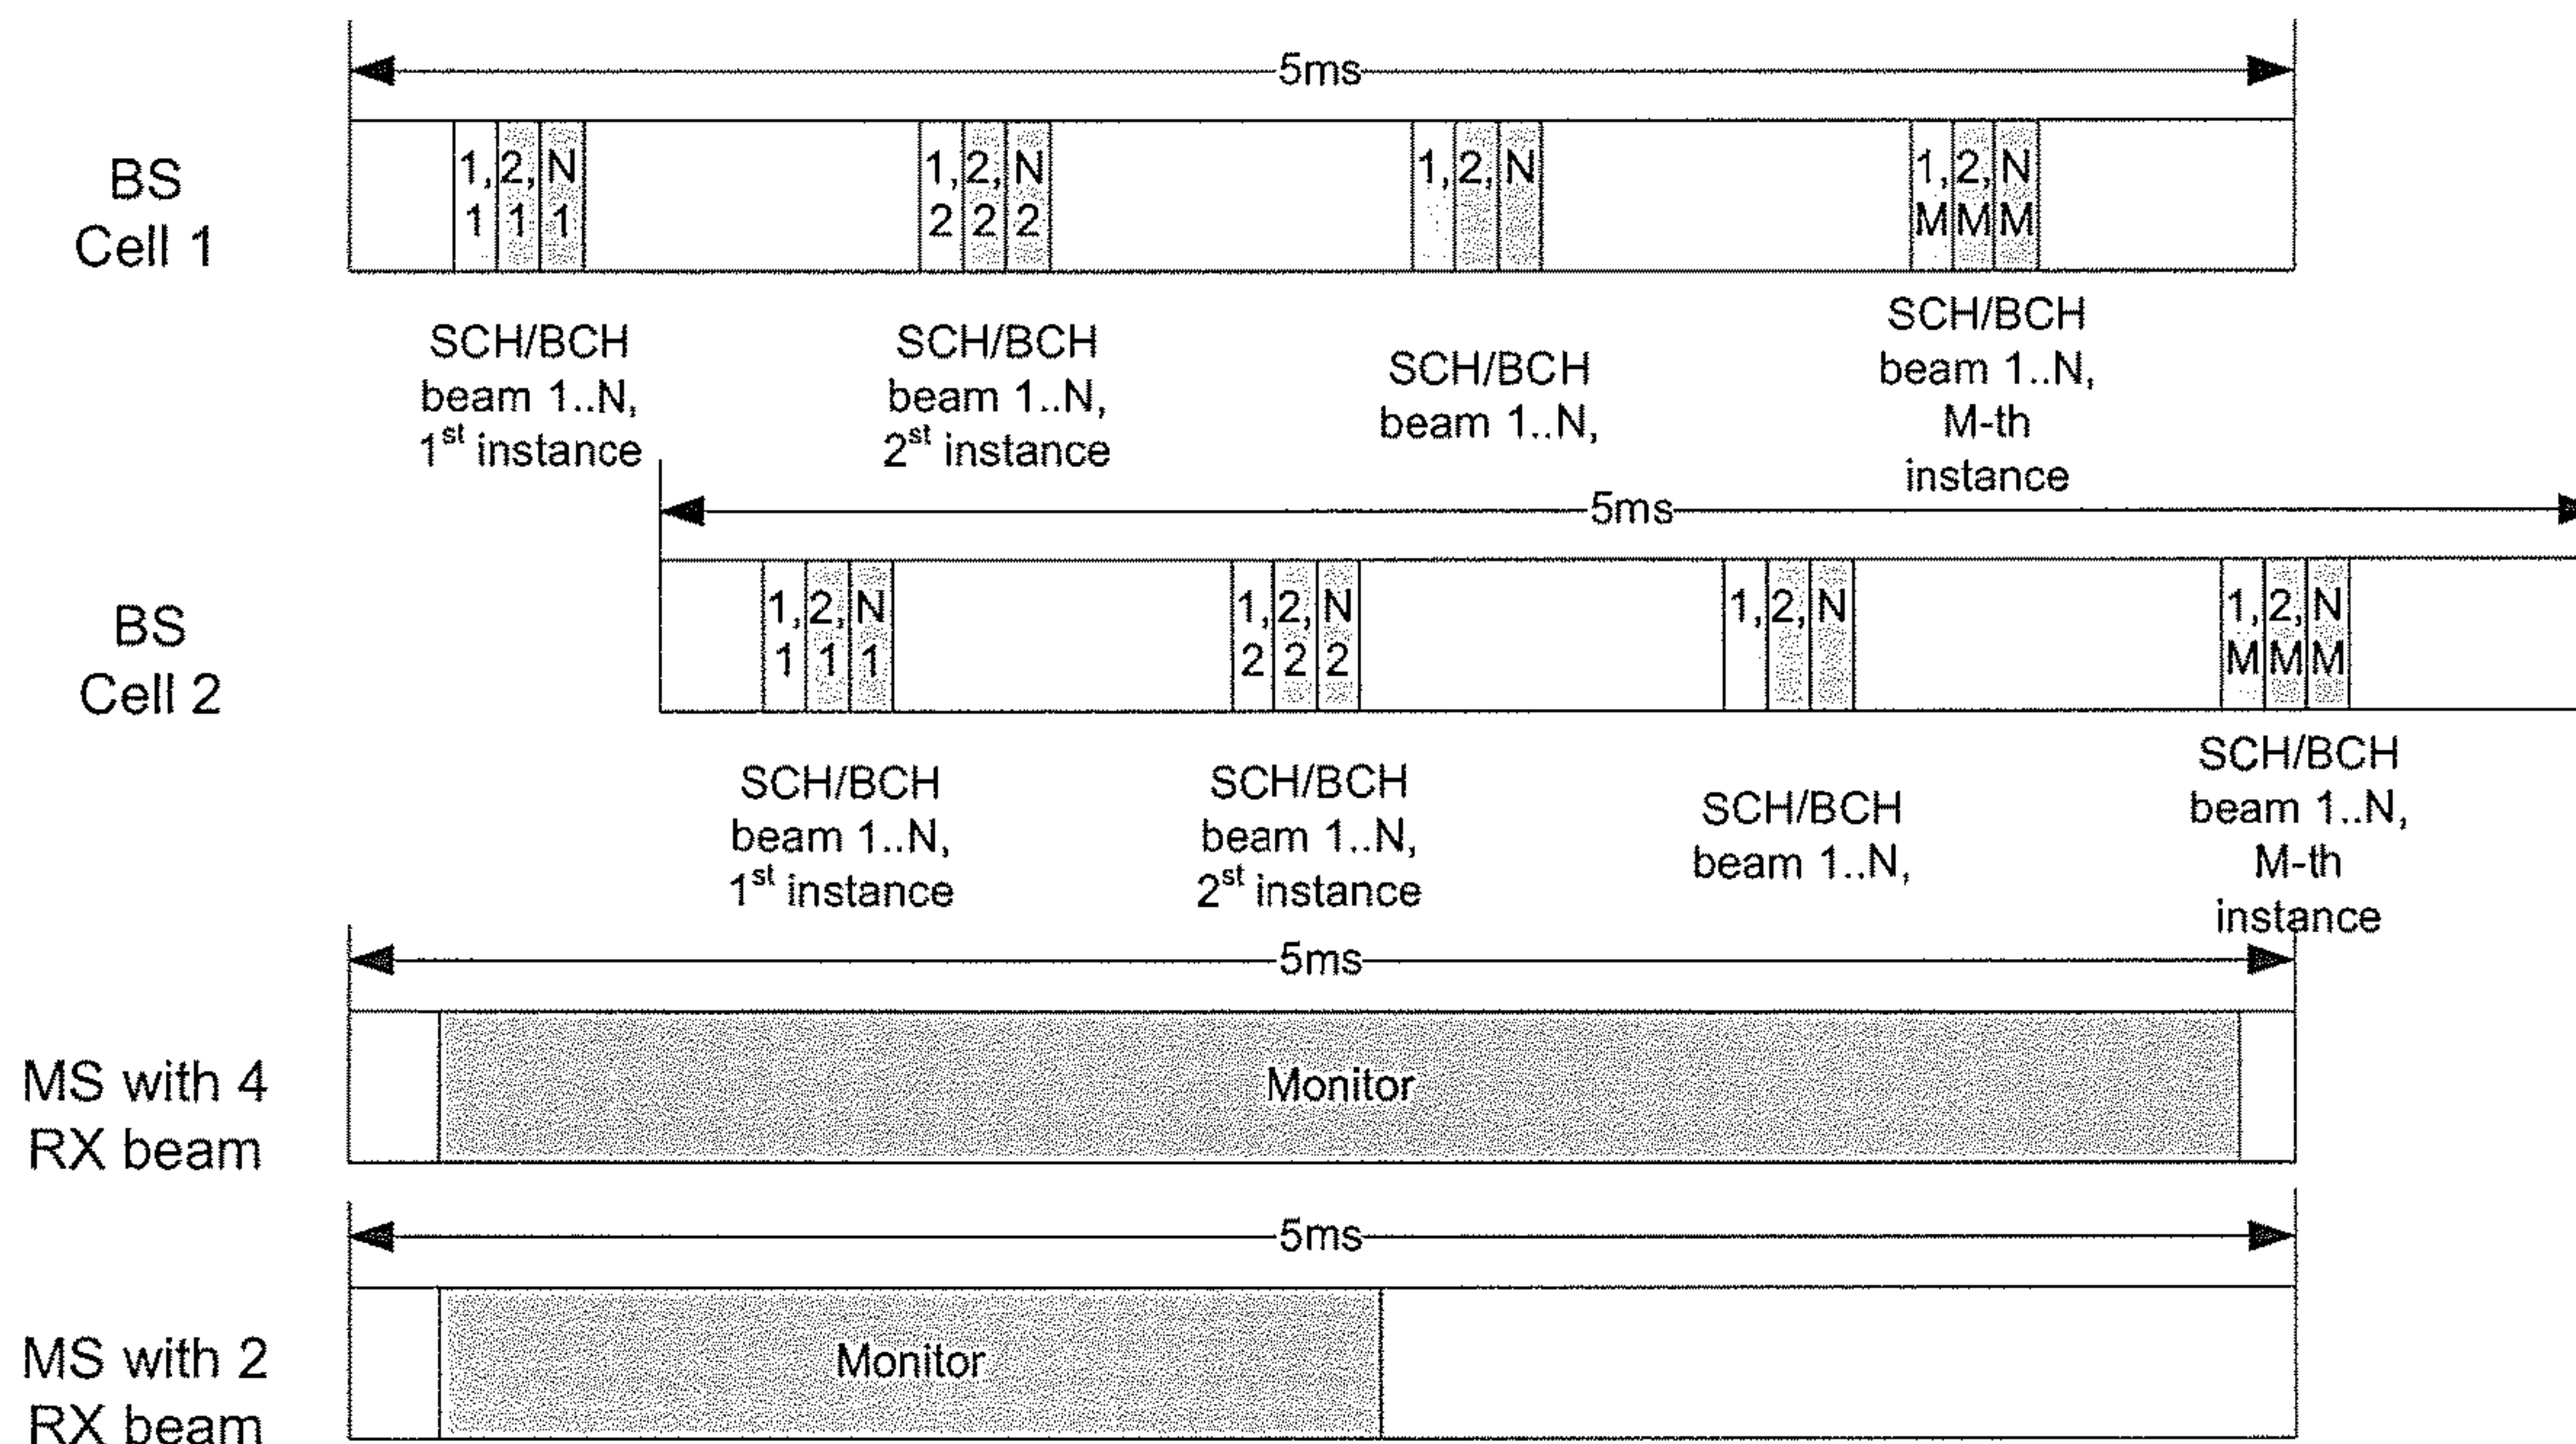 5ms
BS
Cell 1
1, 2, N
1 1 1
1, 2, N
2 2 2
1, 2, N
1, 2, N
M M M
SCH/BCH
beam 1..N,
1st instance
SCH/BCH
beam 1..N,
2st instance
SCH/BCH
beam 1..N,
SCH/BCH
beam 1..N,
M-th
instance
5ms
BS
Cell 2
1, 2, N
1 1 1
1, 2, N
2 2 2
1, 2, N
1, 2, N
M M M
SCH/BCH
beam 1..N,
1st instance
SCH/BCH
beam 1..N,
2st instance
SCH/BCH
beam 1..N,
SCH/BCH
beam 1..N,
M-th
instance
5ms
MS with 4
RX beam
Monitor
5ms
MS with 2
RX beam
Monitor